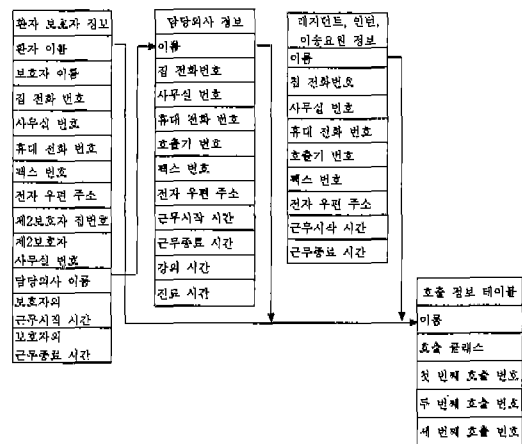 환자 보호자 정보
환자 이름
보호자 이름
집 전화 번호
사무실 번호
휴대 전화 번호
팩스 번호
전자 우편 주소
제2보호자 집번호
제2보호자
사무실 번호
담당의사 이름
보호자의
근무시작 시간
보호자의
근무종료 시간
담당의사 정보
이름
집 전화번호
사무실 번호
휴대 전화 번호
호출기 번호
팩스 번호
전자 우편 주소
근무시작 시간
근무종료 시간
강의 시간
진료 시간
레지던트, 인턴,
이송요원 정보
이름
집 전화번호
사무실 번호
휴대 전화 번호
호출기 번호
팩스 번호
전자 우편 주소
근무시작 시간
근무종료 시간
호출 정보 테이블
이름
호출 클래스
첫 번째 호출 번호
두 번째 호출 번호
세 번째 호출 번호